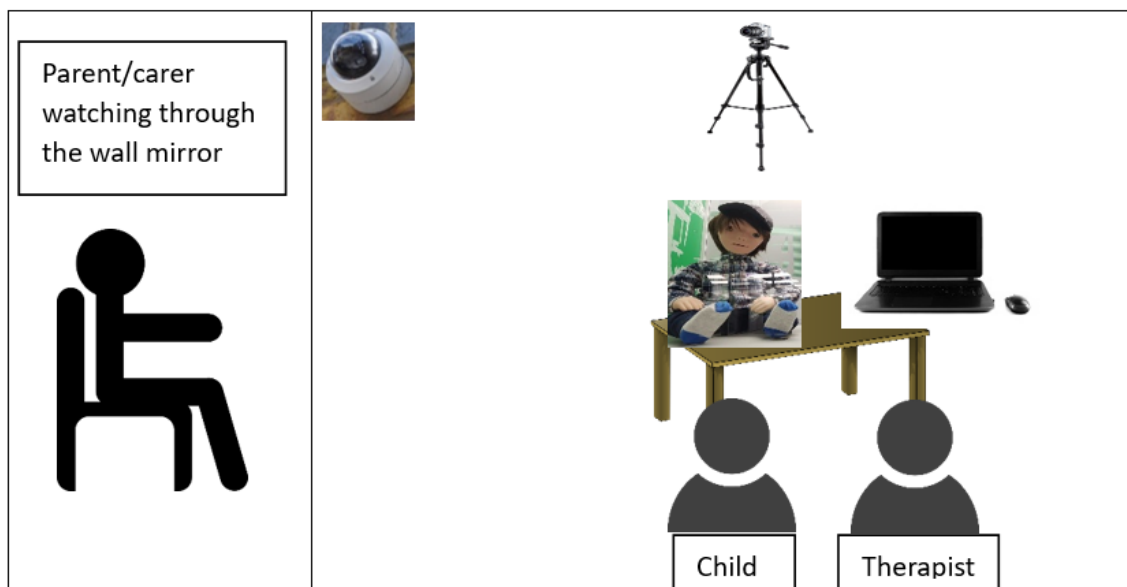 Parent/carer
watching through
the wall mirror
Child
Therapist